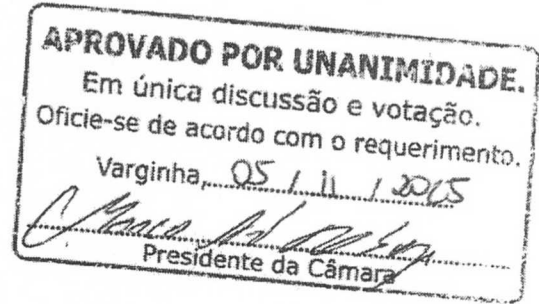 APROVADO POR UNANIMIDADE.
Em única discussão e votação.
Oficie-se de acordo com o requerimento.
Varginha, 05 / 11 / 2025
Presidente da Câmara